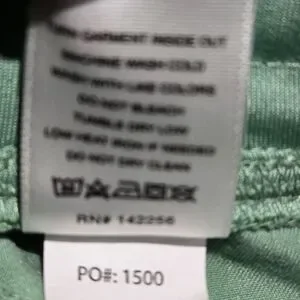 GARMENT INSIDE OUT
MACHINE WASH COLD
WASH WITH LIKE COLORS
DO NOT BLEACH
TUMBLE DRY LOW
LOW HEAT IRON IF NEEDED
DO NOT DRY CLEAN
RN# 142256
PO#: 1500